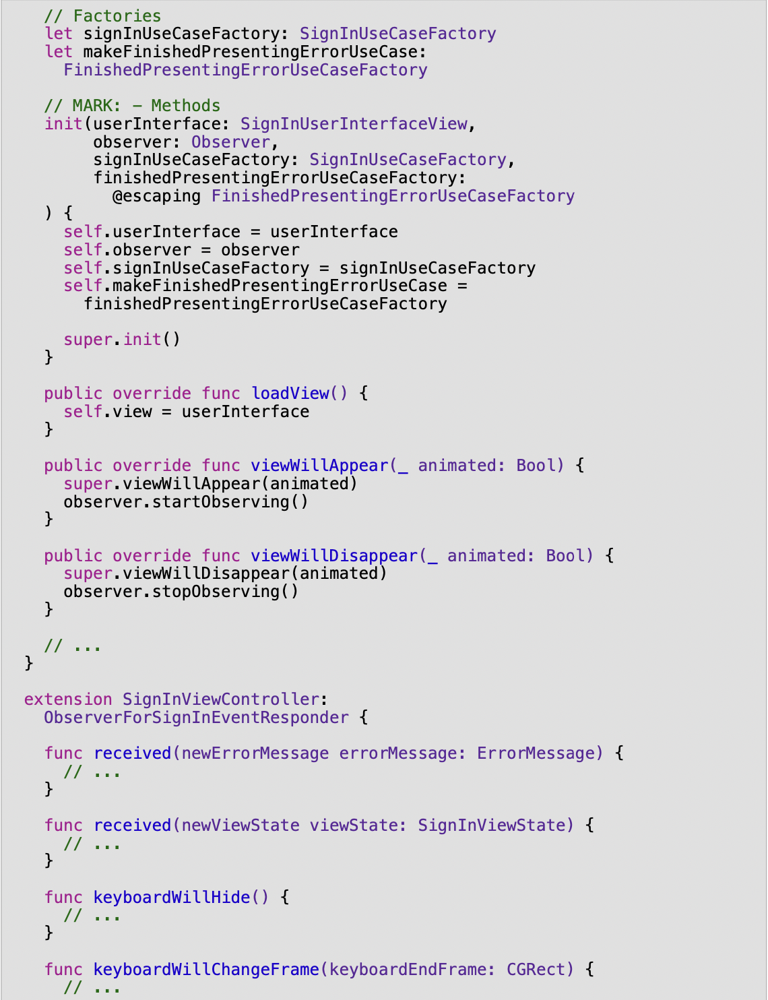 // Factories
let signInUseCaseFactory: SignInUseCaseFactory
let makeFinishedPresentingErrorUseCase:
FinishedPresentingErrorUseCaseFactory
// MARK: - Methods
init(userInterface: SignInUserInterfaceView,
observer: Observer,
signInUseCaseFactory: SignInUseCaseFactory,
finishedPresentingErrorUseCaseFactory:
@escaping FinishedPresentingErrorUseCaseFactory
) {
self.userInterface = userInterface
self.observer = observer
self.signInUseCaseFactory = signInUseCaseFactory
self.makeFinishedPresentingErrorUseCase =
finishedPresentingErrorUseCaseFactory
super.init()
}
public override func loadView() {
self.view = userInterface
}
public override func viewWillAppear(_ animated: Bool) {
super.viewWillAppear(animated)
observer.startObserving()
}
public override func viewWillDisappear(_ animated: Bool) {
super.viewWillDisappear(animated)
observer.stopObserving()
}
// ...
}
extension SignInViewController:
ObserverForSignInEventResponder {
func received(newErrorMessage errorMessage: ErrorMessage) {
// ...
}
func received(newViewState viewState: SignInViewState) {
// ...
}
func keyboardWillHide() {
// ...
}
func keyboardWillChangeFrame(keyboardEndFrame: CGRect) {
// ...